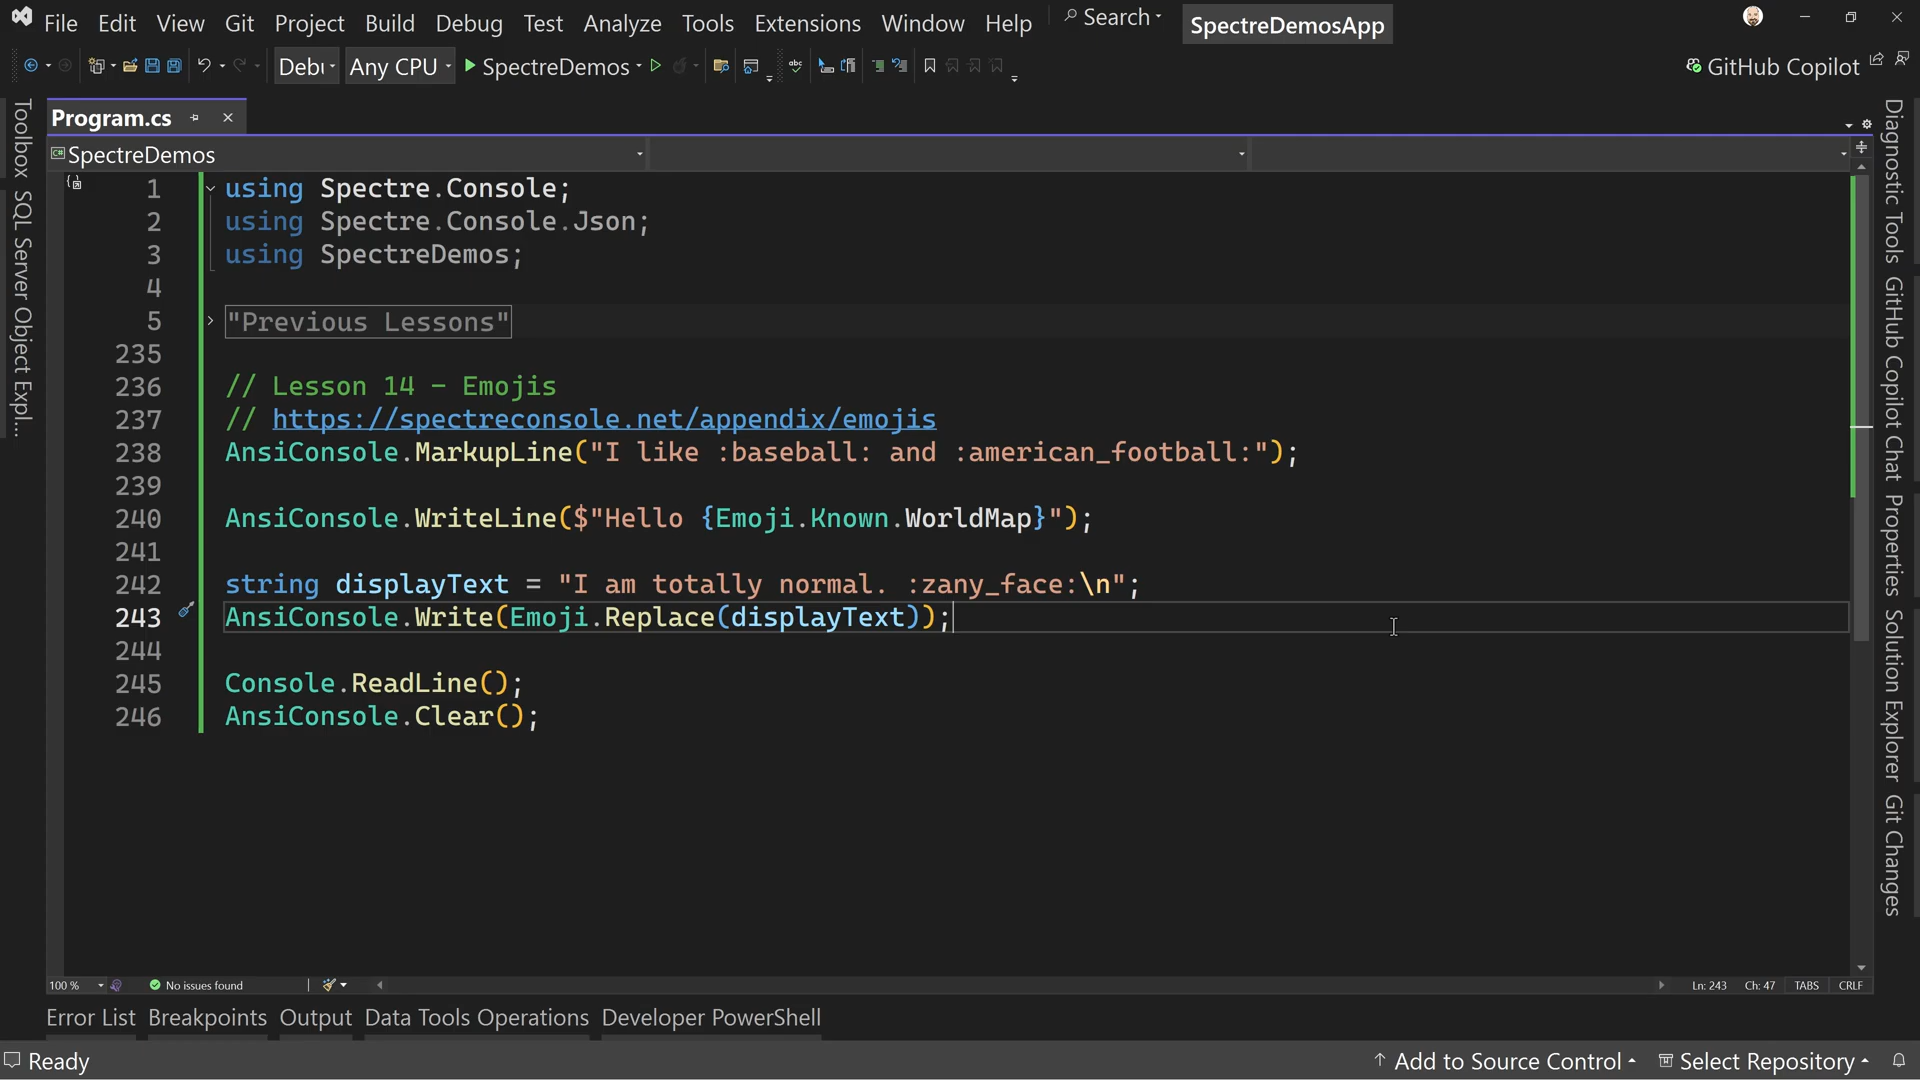 File Edit View Git Project Build Debug Test Analyze Tools Extensions Window Help Search SpectreDemosApp
Debu Any CPU SpectreDemos GitHub Copilot
Program.cs
SpectreDemos
1 using Spectre.Console;
2 using Spectre.Console.Json;
3 using SpectreDemos;
4
5 "Previous Lessons"
235
236 // Lesson 14 - Emojis
237 // https://spectreconsole.net/appendix/emojis
238 AnsiConsole.MarkupLine("I like :baseball: and :american_football:");
239
240 AnsiConsole.WriteLine($"Hello {Emoji.Known.WorldMap}");
241
242 string displayText = "I am totally normal. :zany_face:\n";
243 AnsiConsole.Write(Emoji.Replace(displayText));
244
245 Console.ReadLine();
246 AnsiConsole.Clear();
Toolbox
SQL Server Object Expl...
Diagnostic Tools
GitHub Copilot Chat
Properties
Solution Explorer
Git Changes
100 % No issues found Ln: 243 Ch: 47 TABS CRLF
Error List Breakpoints Output Data Tools Operations Developer PowerShell
Ready Add to Source Control Select Repository